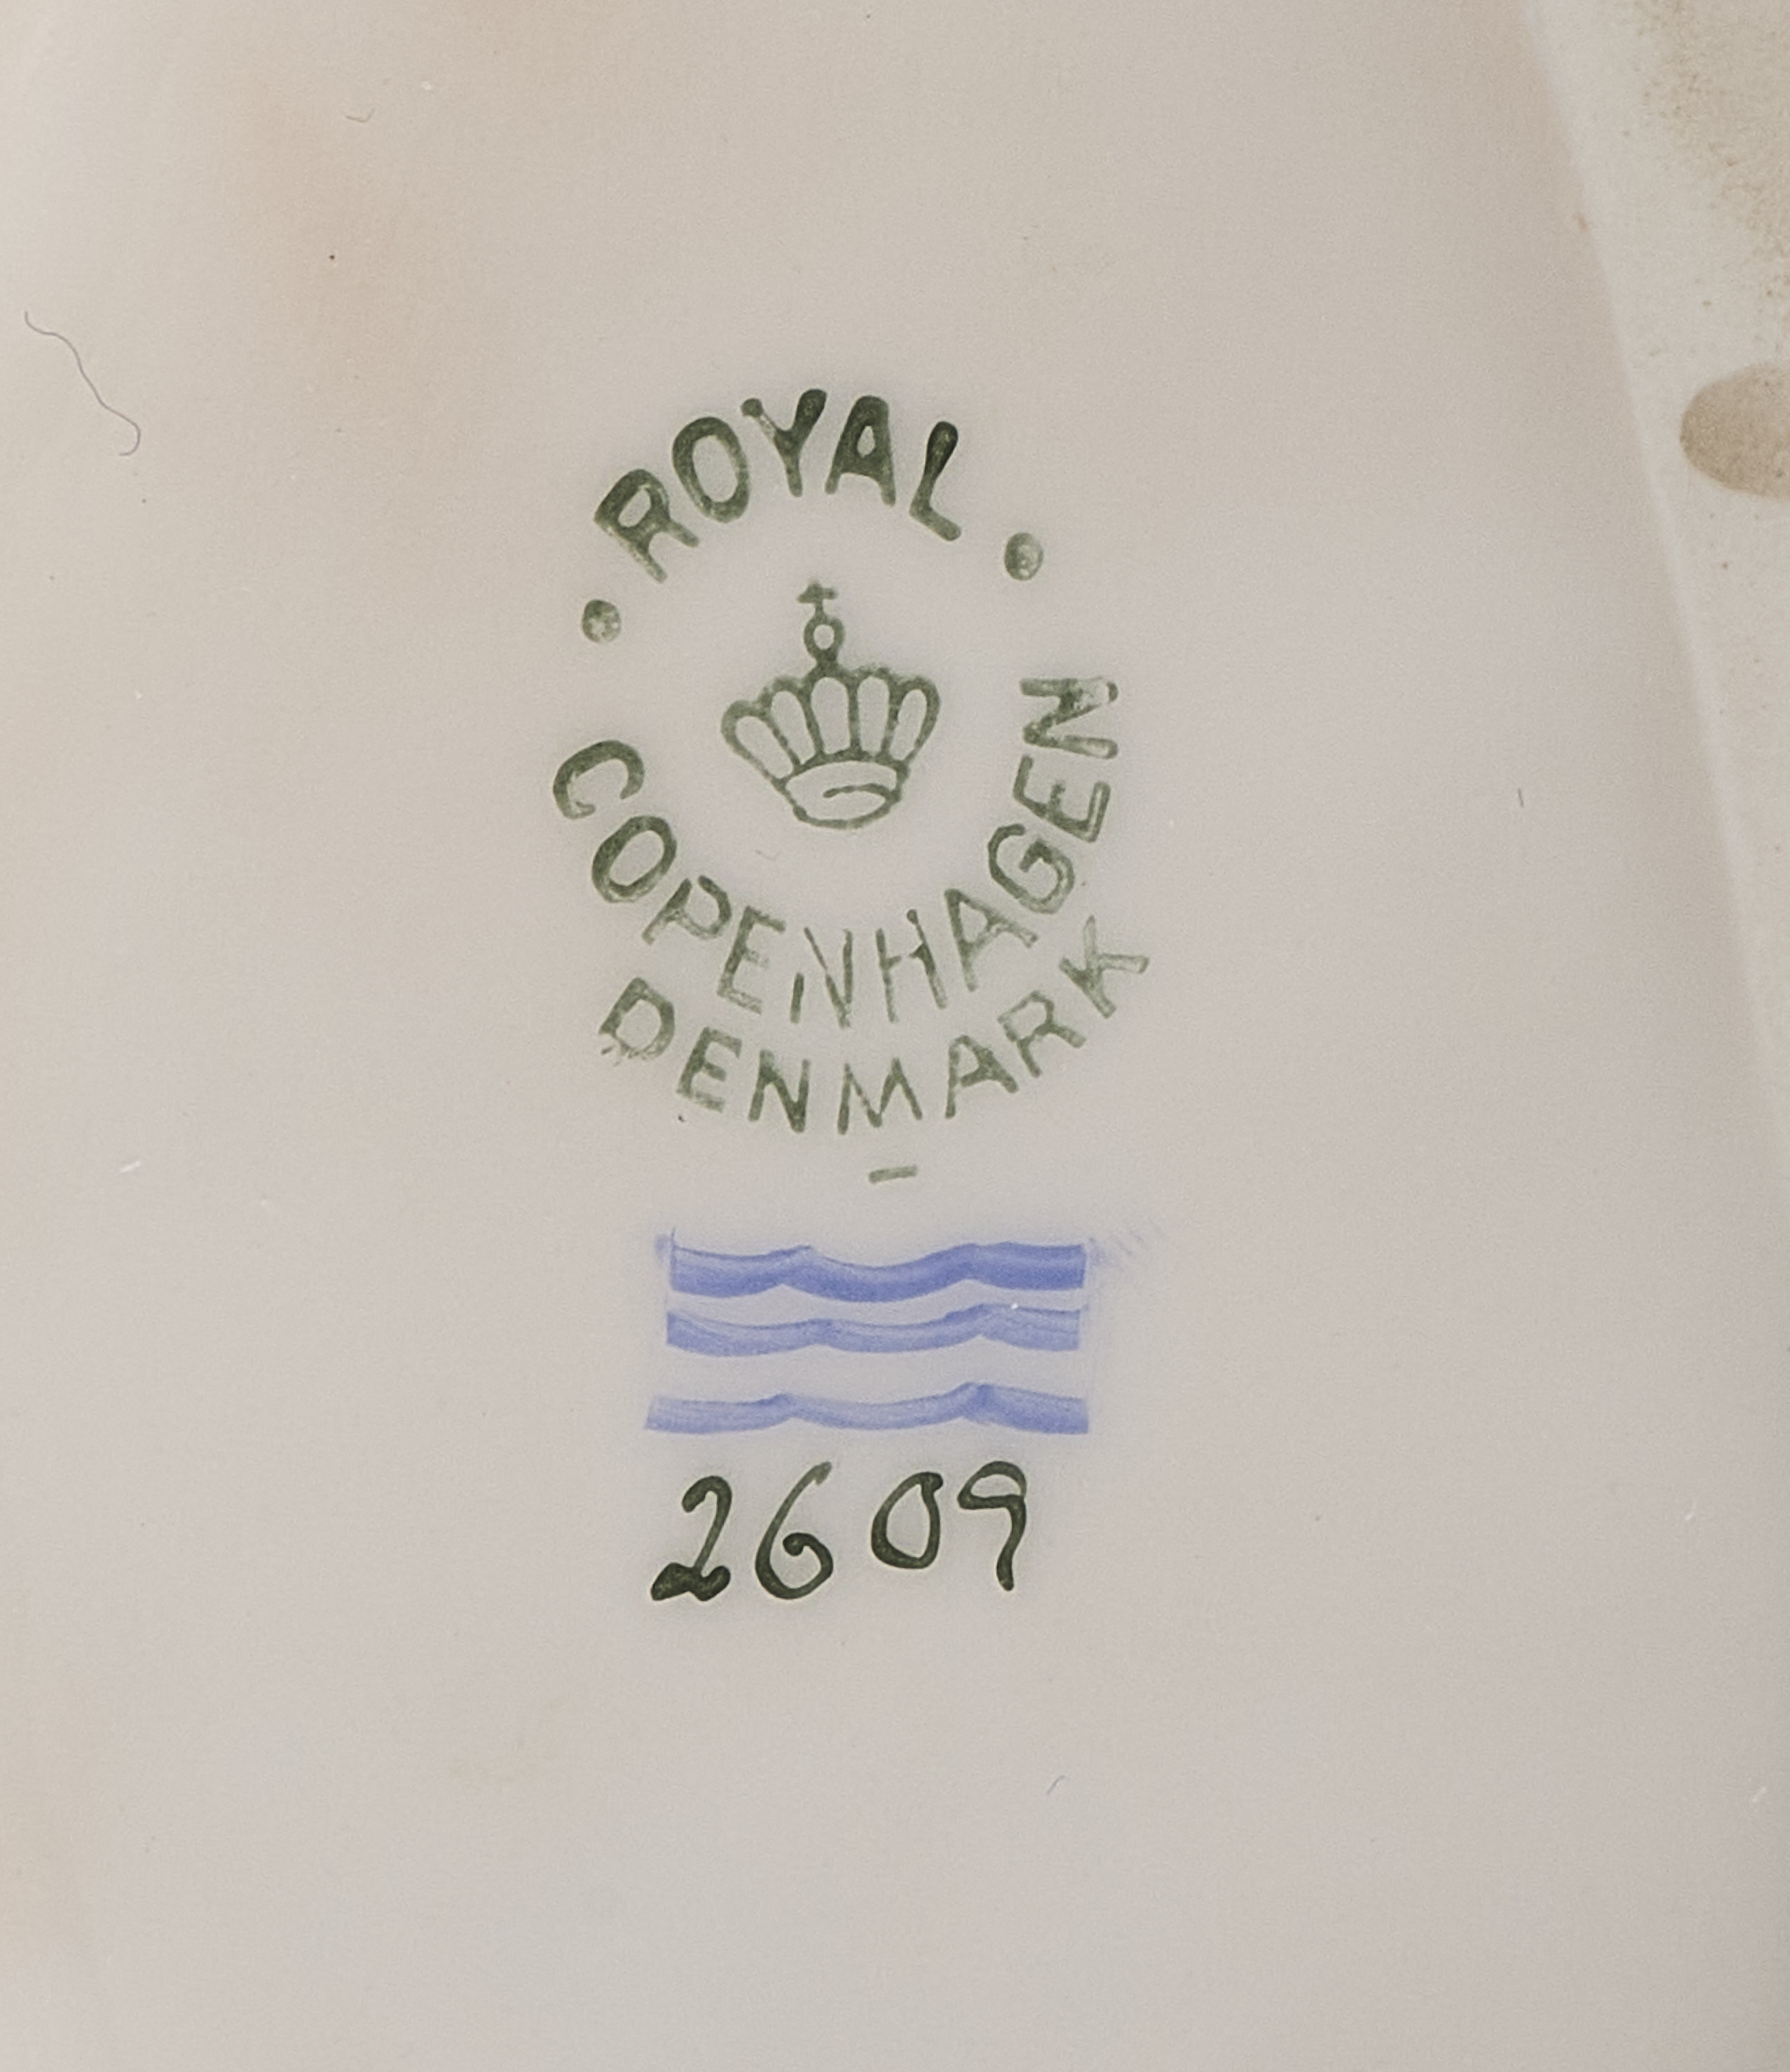 · ROYAL ·
COPENHAGEN
DENMARK
2609